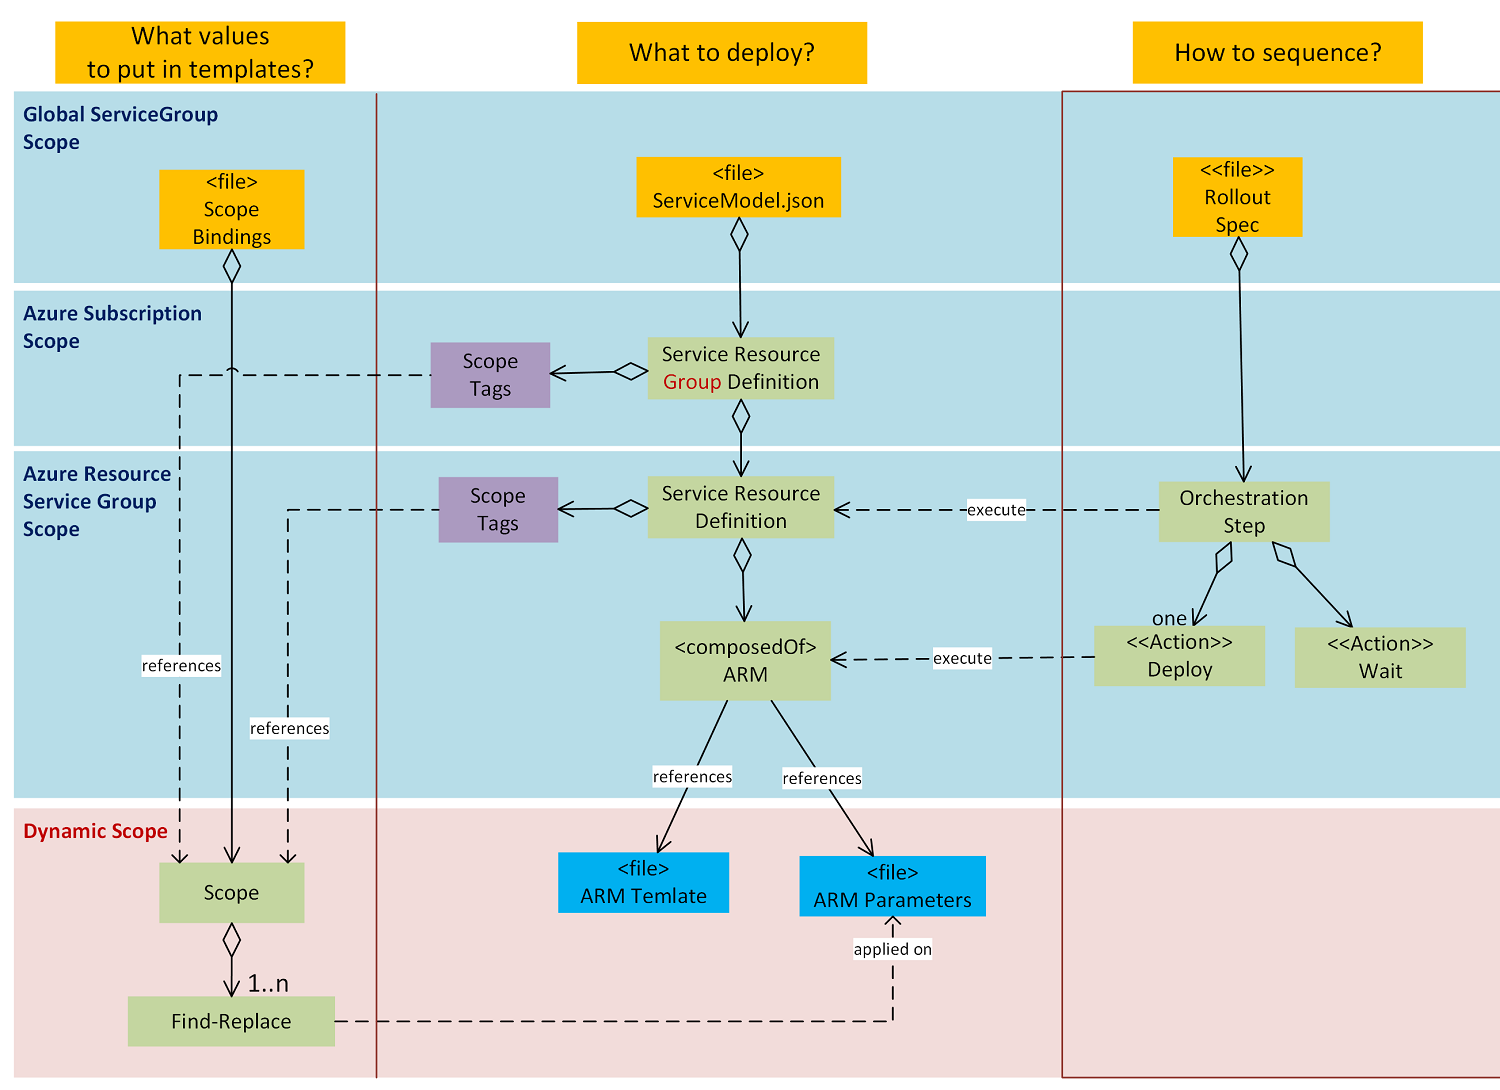 What values
to put in templates?
What to deploy?
How to sequence?
Global ServiceGroup
Scope
<file>
Scope
Bindings
<file>
ServiceModel.json
<<file>>
Rollout
Spec
Azure Subscription
Scope
Scope
Tags
Service Resource
Group Definition
Azure Resource
Service Group
Scope
Scope
Tags
Service Resource
Definition
execute
Orchestration
Step
one
<<Action>>
Deploy
<<Action>>
Wait
<composedOf>
ARM
execute
references
references
references
references
Dynamic Scope
Scope
<file>
ARM Temlate
<file>
ARM Parameters
applied on
1..n
Find-Replace